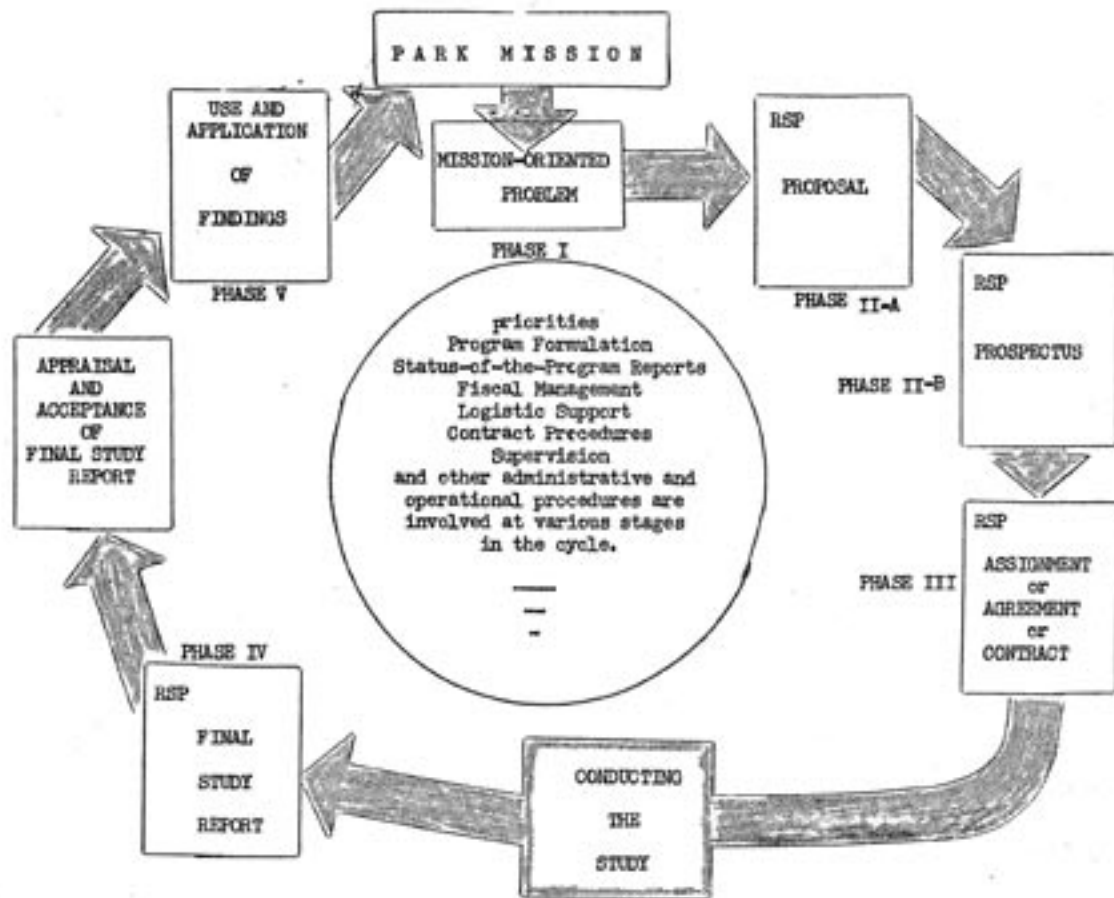 PARK MISSION
MISSION-ORIENTED
PROBLEM
PHASE I
RSP
PROPOSAL
PHASE II-A
RSP
PROSPECTUS
PHASE II-B
RSP
ASSIGNMENT
or
AGREEMENT
or
CONTRACT
PHASE III
CONDUCTING
THE
STUDY
PHASE IV
RSP
FINAL
STUDY
REPORT
APPRAISAL
AND
ACCEPTANCE
OF
FINAL STUDY
REPORT
USE AND
APPLICATION
OF
FINDINGS
PHASE V
priorities
Program Formulation
Status-of-the-Program Reports
Fiscal Management
Logistic Support
Contract Procedures
Supervision
and other administrative and
operational procedures are
involved at various stages
in the cycle.